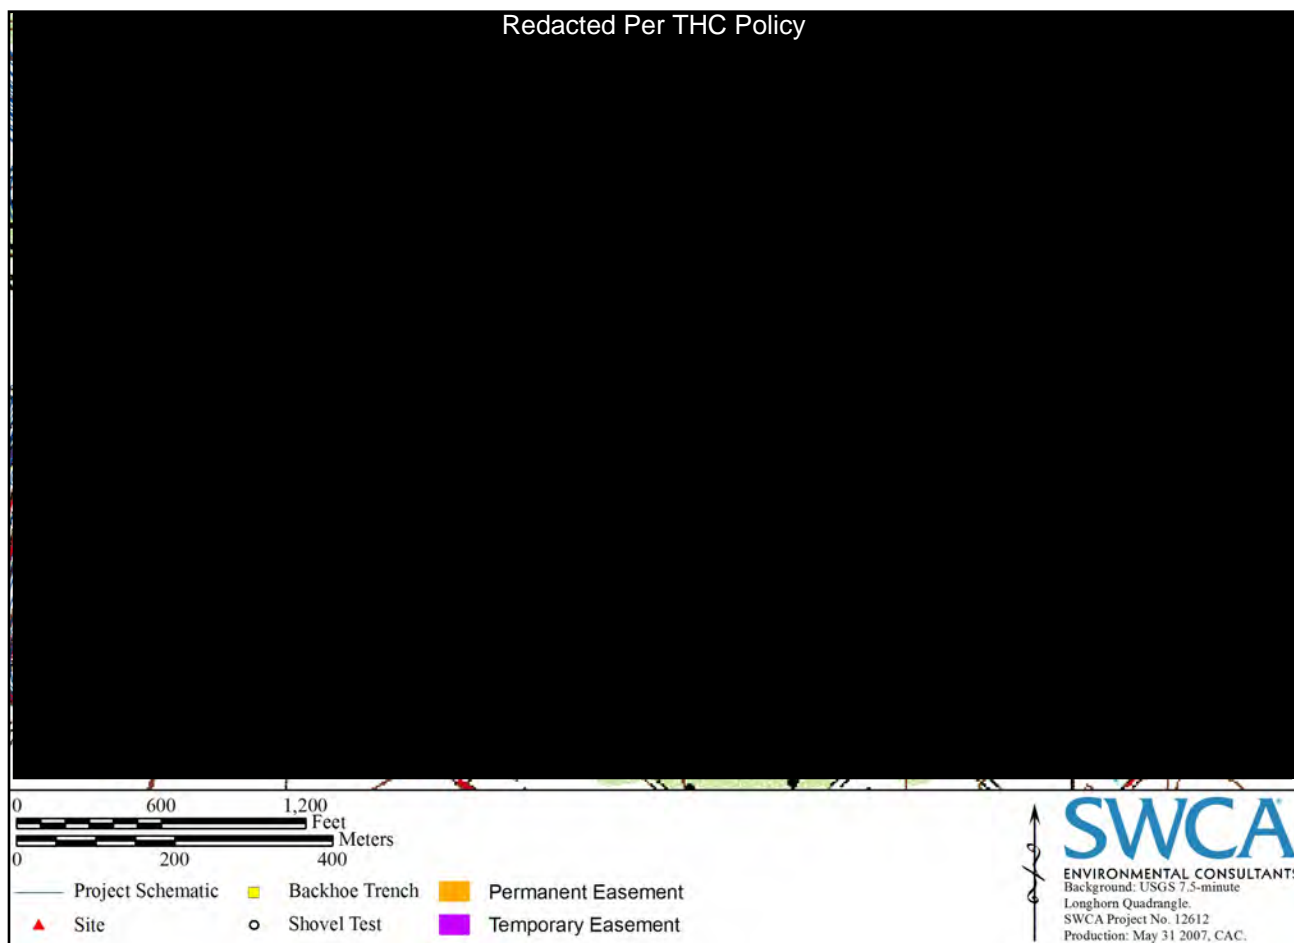 Redacted Per THC Policy
0 600 1,200
Feet
Meters
0 200 400
Project Schematic Backhoe Trench Permanent Easement
Site Shovel Test Temporary Easement
SWCA
ENVIRONMENTAL CONSULTANTS
Background: USGS 7.5-minute
Longhorn Quadrangle.
SWCA Project No. 12612
Production: May 31 2007, CAC.